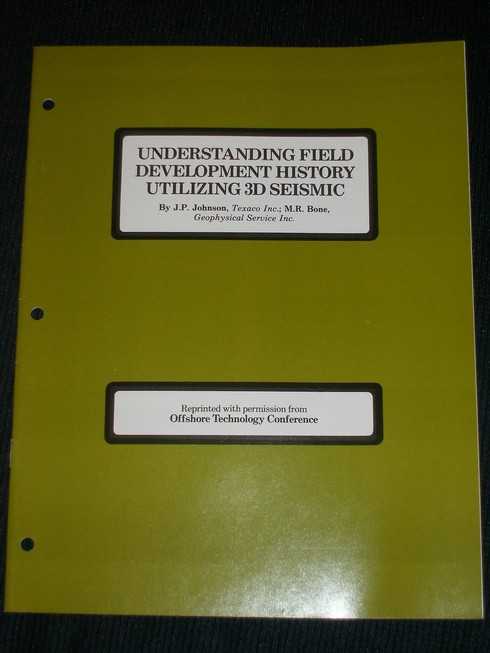 UNDERSTANDING FIELD
DEVELOPMENT HISTORY
UTILIZING 3D SEISMIC
By J.P. Johnson, Texaco Inc.; M.R. Bone,
Geophysical Service Inc.
Reprinted with permission from
Offshore Technology Conference